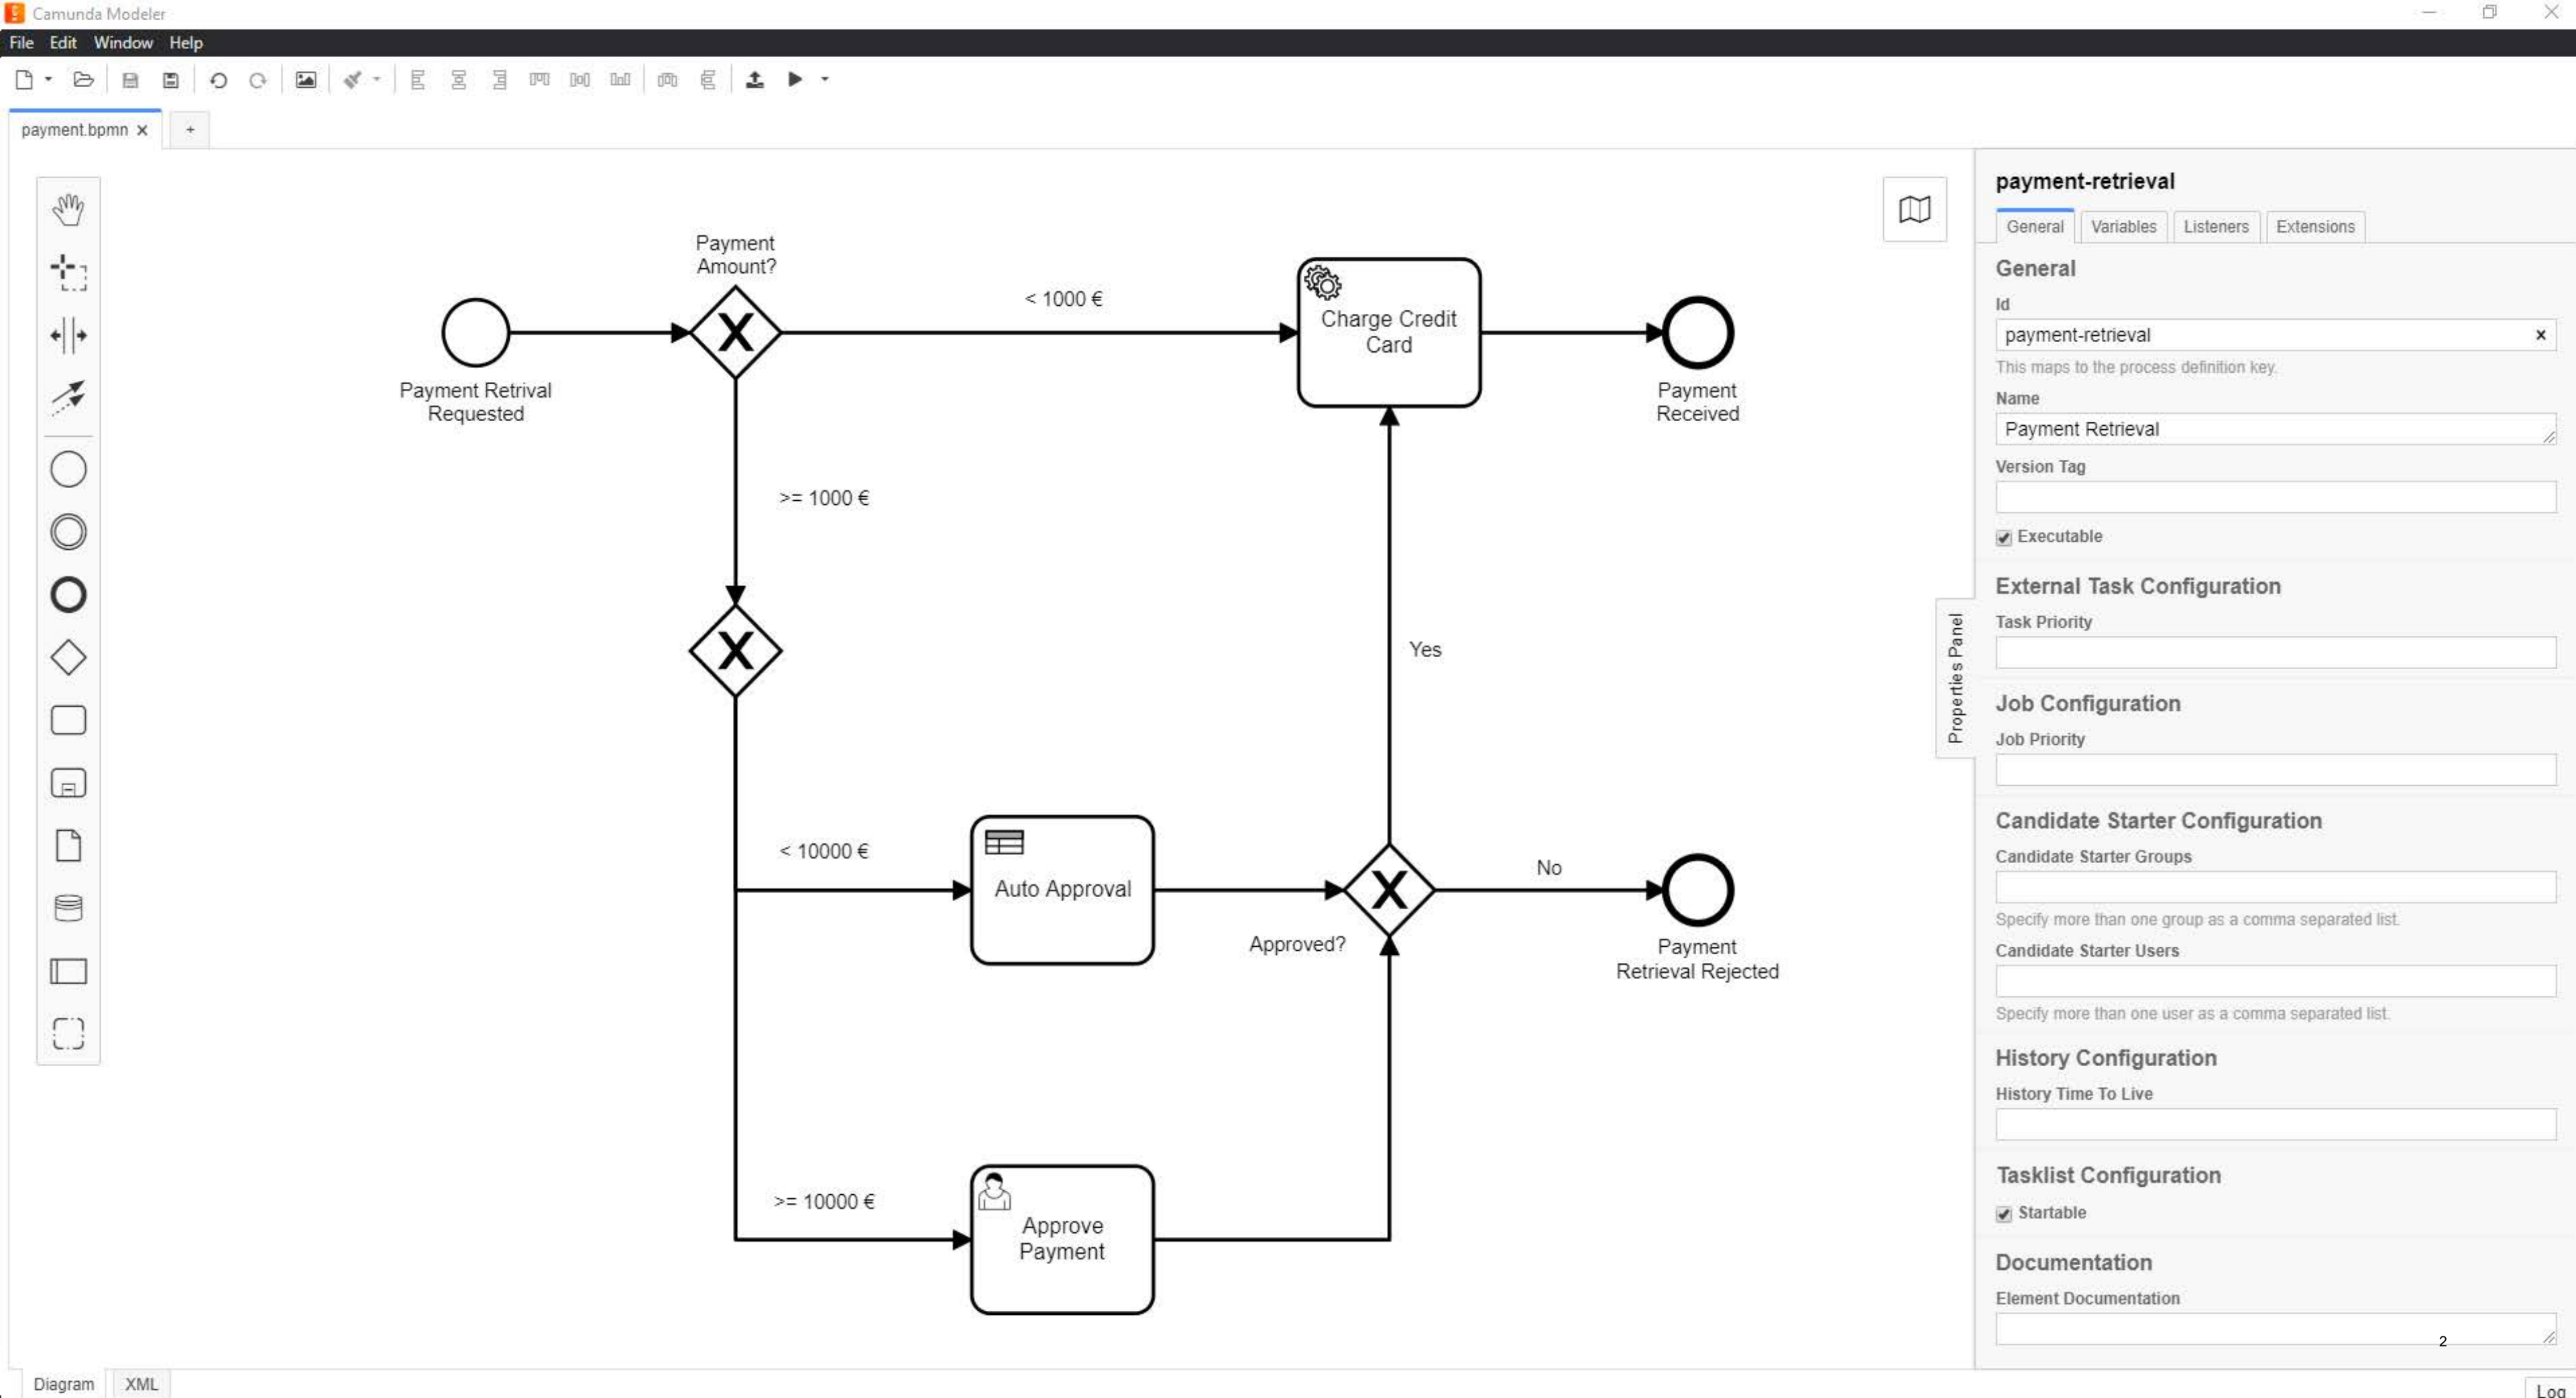 Camunda Modeler
File Edit Window Help
payment.bpmn
+
Payment
Amount?
< 1000 €
Charge Credit
Card
Payment Retrival
Requested
Payment
Received
>= 1000 €
Yes
< 10000 €
Auto Approval
No
Approved?
Payment
Retrieval Rejected
>= 10000 €
Approve
Payment
Properties Panel
payment-retrieval
General Variables Listeners Extensions
General
Id
payment-retrieval
This maps to the process definition key.
Name
Payment Retrieval
Version Tag
Executable
External Task Configuration
Task Priority
Job Configuration
Job Priority
Candidate Starter Configuration
Candidate Starter Groups
Specify more than one group as a comma separated list.
Candidate Starter Users
Specify more than one user as a comma separated list.
History Configuration
History Time To Live
Tasklist Configuration
Startable
Documentation
Element Documentation
2
Diagram XML
Log